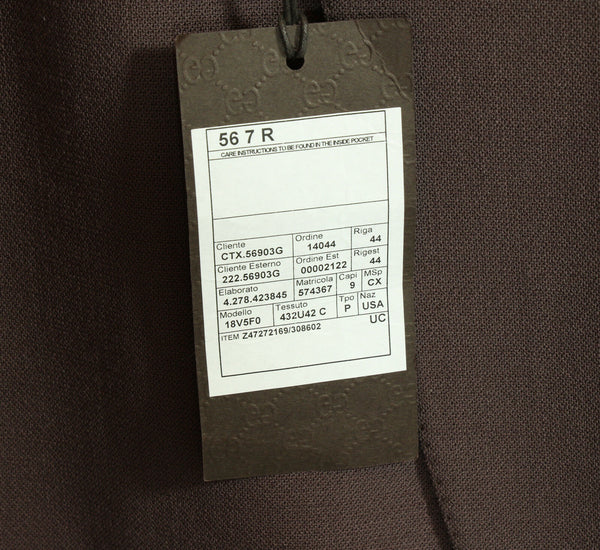 56 7 R
CARE INSTRUCTIONS TO BE FOUND IN THE INSIDE POCKET
Cliente Ordine Riga
CTX.56903G 14044 44
Cliente Esterno Ordine Est Rigest
222.56903G 00002122 44
Elaborato Matricola Capi MSp
4.278.423845 574367 9 CX
Modello Tessuto Tpo Naz
18V5F0 432U42 C P USA
ITEM Z47272169/308602 UC